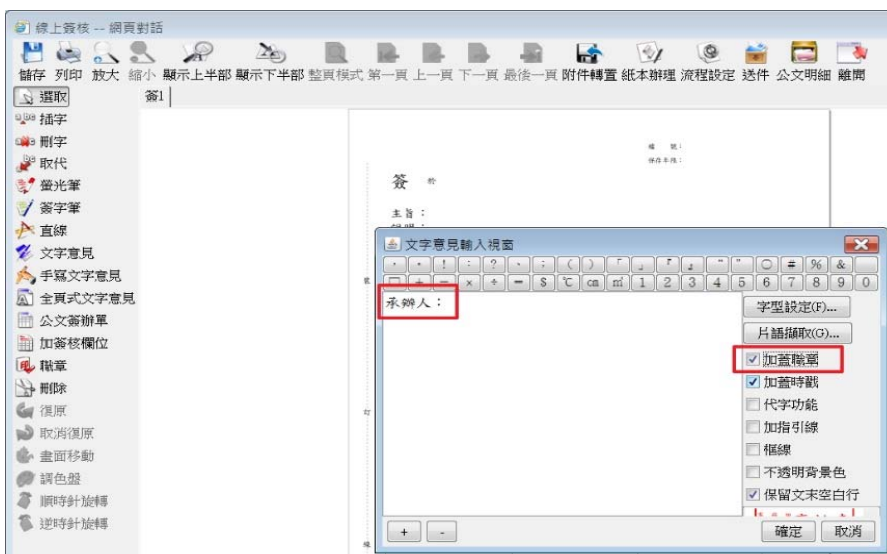 線上簽核 -- 網頁對話
儲存 列印 放大 縮小 顯示上半部 顯示下半部 整頁模式 第一頁 上一頁 下一頁 最後一頁 附件轉置 紙本辦理 流程設定 送件 公文明細 離開
選取
簽1
插字
刪字
取代
螢光筆
簽字筆
直線
文字意見
手寫文字意見
全頁式文字意見
公文簽辦單
加簽核欄位
職章
刪除
復原
取消復原
畫面移動
調色盤
順時針旋轉
逆時針旋轉
檔 號:
保存年限:
簽 於
主旨:
文字意見輸入視窗
! : ? 、 ; ( ) 「 」 『 』 " " ○ # % &
□ + − × ÷ = $ ℃ ㎝ ㎡ 1 2 3 4 5 6 7 8 9 0
承辦人:
字型設定(F)...
片語擷取(G)...
加蓋職章
加蓋時戳
代字功能
加指引線
框線
不透明背景色
保留文末空白行
+ -
確定 取消
裝
訂
線